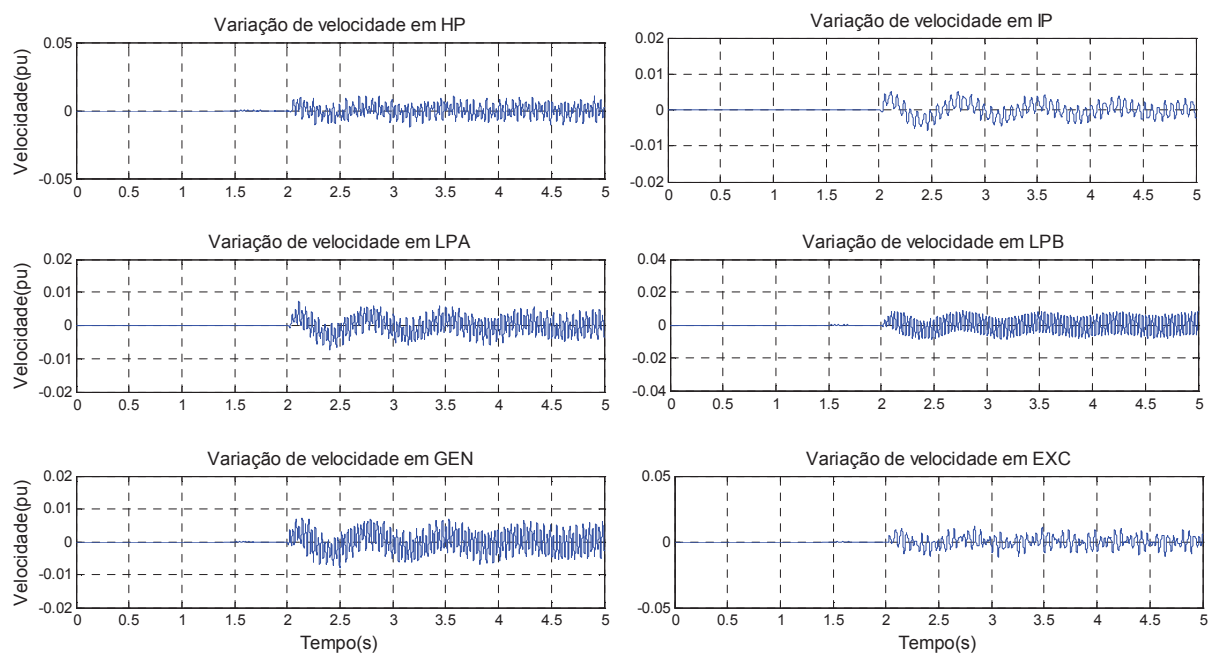 Variação de velocidade em HP
Velocidade(pu)
0.05
0
-0.05
0 0.5 1 1.5 2 2.5 3 3.5 4 4.5 5
Variação de velocidade em IP
0.02
0.01
0
-0.01
-0.02
0 0.5 1 1.5 2 2.5 3 3.5 4 4.5 5
Variação de velocidade em LPA
Velocidade(pu)
0.02
0.01
0
-0.01
-0.02
0 0.5 1 1.5 2 2.5 3 3.5 4 4.5 5
Variação de velocidade em LPB
0.04
0.02
0
-0.02
-0.04
0 0.5 1 1.5 2 2.5 3 3.5 4 4.5 5
Variação de velocidade em GEN
Velocidade(pu)
0.02
0.01
0
-0.01
-0.02
0 0.5 1 1.5 2 2.5 3 3.5 4 4.5 5
Tempo(s)
Variação de velocidade em EXC
0.05
0
-0.05
0 0.5 1 1.5 2 2.5 3 3.5 4 4.5 5
Tempo(s)